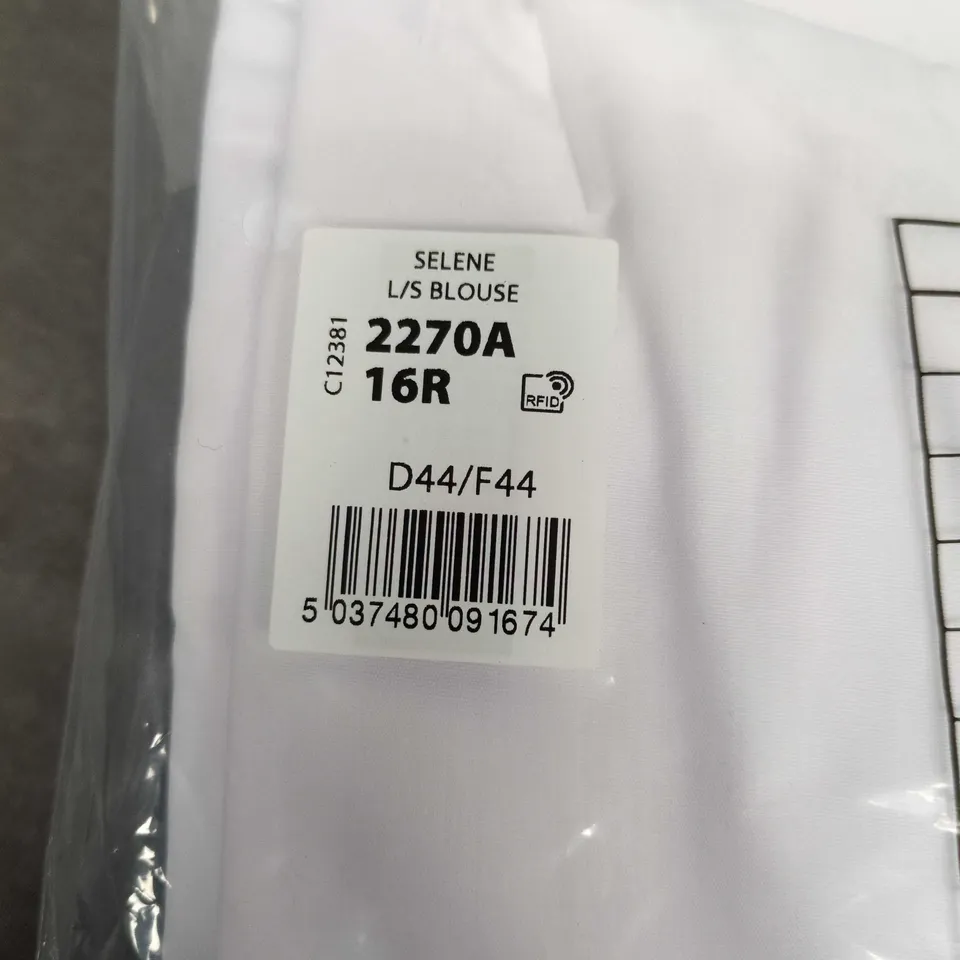 SELENE
L/S BLOUSE
C12381
2270A
16R
RFID
D44/F44
5 037480 091674